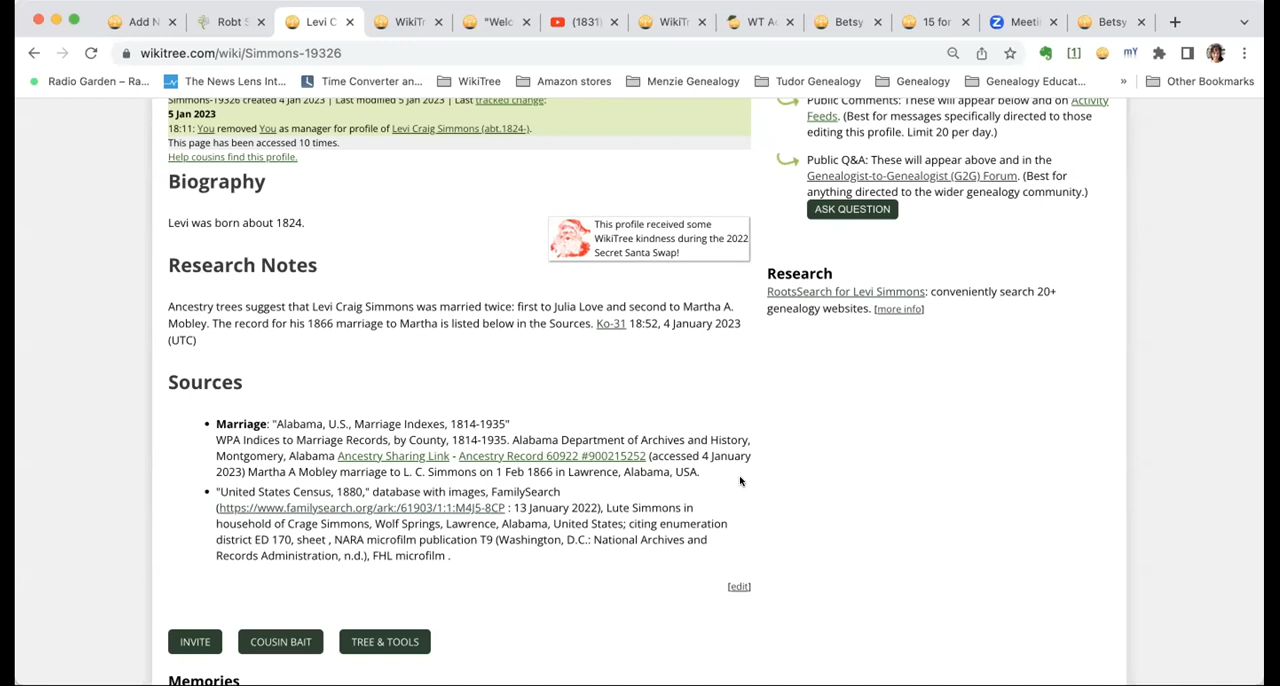 Add N
Robt S
Levi C
WikiTr
"Welc
(1831)
WikiTr
WT A
Betsy
15 for
Meeti
Betsy
wikitree.com/wiki/Simmons-19326
[1]
mY
Radio Garden – Ra...
The News Lens Int...
Time Converter an...
WikiTree
Amazon stores
Menzie Genealogy
Tudor Genealogy
Genealogy
Genealogy Educat...
»
Other Bookmarks
Simmons-19326 created 4 Jan 2023 | Last modified 5 Jan 2023 | Last tracked change:
5 Jan 2023
18:11: You removed You as manager for profile of Levi Craig Simmons (abt.1824-).
This page has been accessed 10 times.
Help cousins find this profile.
Biography
Levi was born about 1824.
This profile received some
WikiTree kindness during the 2022
Secret Santa Swap!
Research Notes
Ancestry trees suggest that Levi Craig Simmons was married twice: first to Julia Love and second to Martha A.
Mobley. The record for his 1866 marriage to Martha is listed below in the Sources. Ko-31 18:52, 4 January 2023
(UTC)
Sources
• Marriage: "Alabama, U.S., Marriage Indexes, 1814-1935"
WPA Indices to Marriage Records, by County, 1814-1935. Alabama Department of Archives and History,
Montgomery, Alabama Ancestry Sharing Link - Ancestry Record 60922 #900215252 (accessed 4 January
2023) Martha A Mobley marriage to L. C. Simmons on 1 Feb 1866 in Lawrence, Alabama, USA.
• "United States Census, 1880," database with images, FamilySearch
(https://www.familysearch.org/ark:/61903/1:1:M4J5-8CP : 13 January 2022), Lute Simmons in
household of Crage Simmons, Wolf Springs, Lawrence, Alabama, United States; citing enumeration
district ED 170, sheet , NARA microfilm publication T9 (Washington, D.C.: National Archives and
Records Administration, n.d.), FHL microfilm .
[edit]
INVITE
COUSIN BAIT
TREE & TOOLS
Memories
Public Comments: These will appear below and on Activity
Feeds. (Best for messages specifically directed to those
editing this profile. Limit 20 per day.)
Public Q&A: These will appear above and in the
Genealogist-to-Genealogist (G2G) Forum. (Best for
anything directed to the wider genealogy community.)
ASK QUESTION
Research
RootsSearch for Levi Simmons: conveniently search 20+
genealogy websites. [more info]